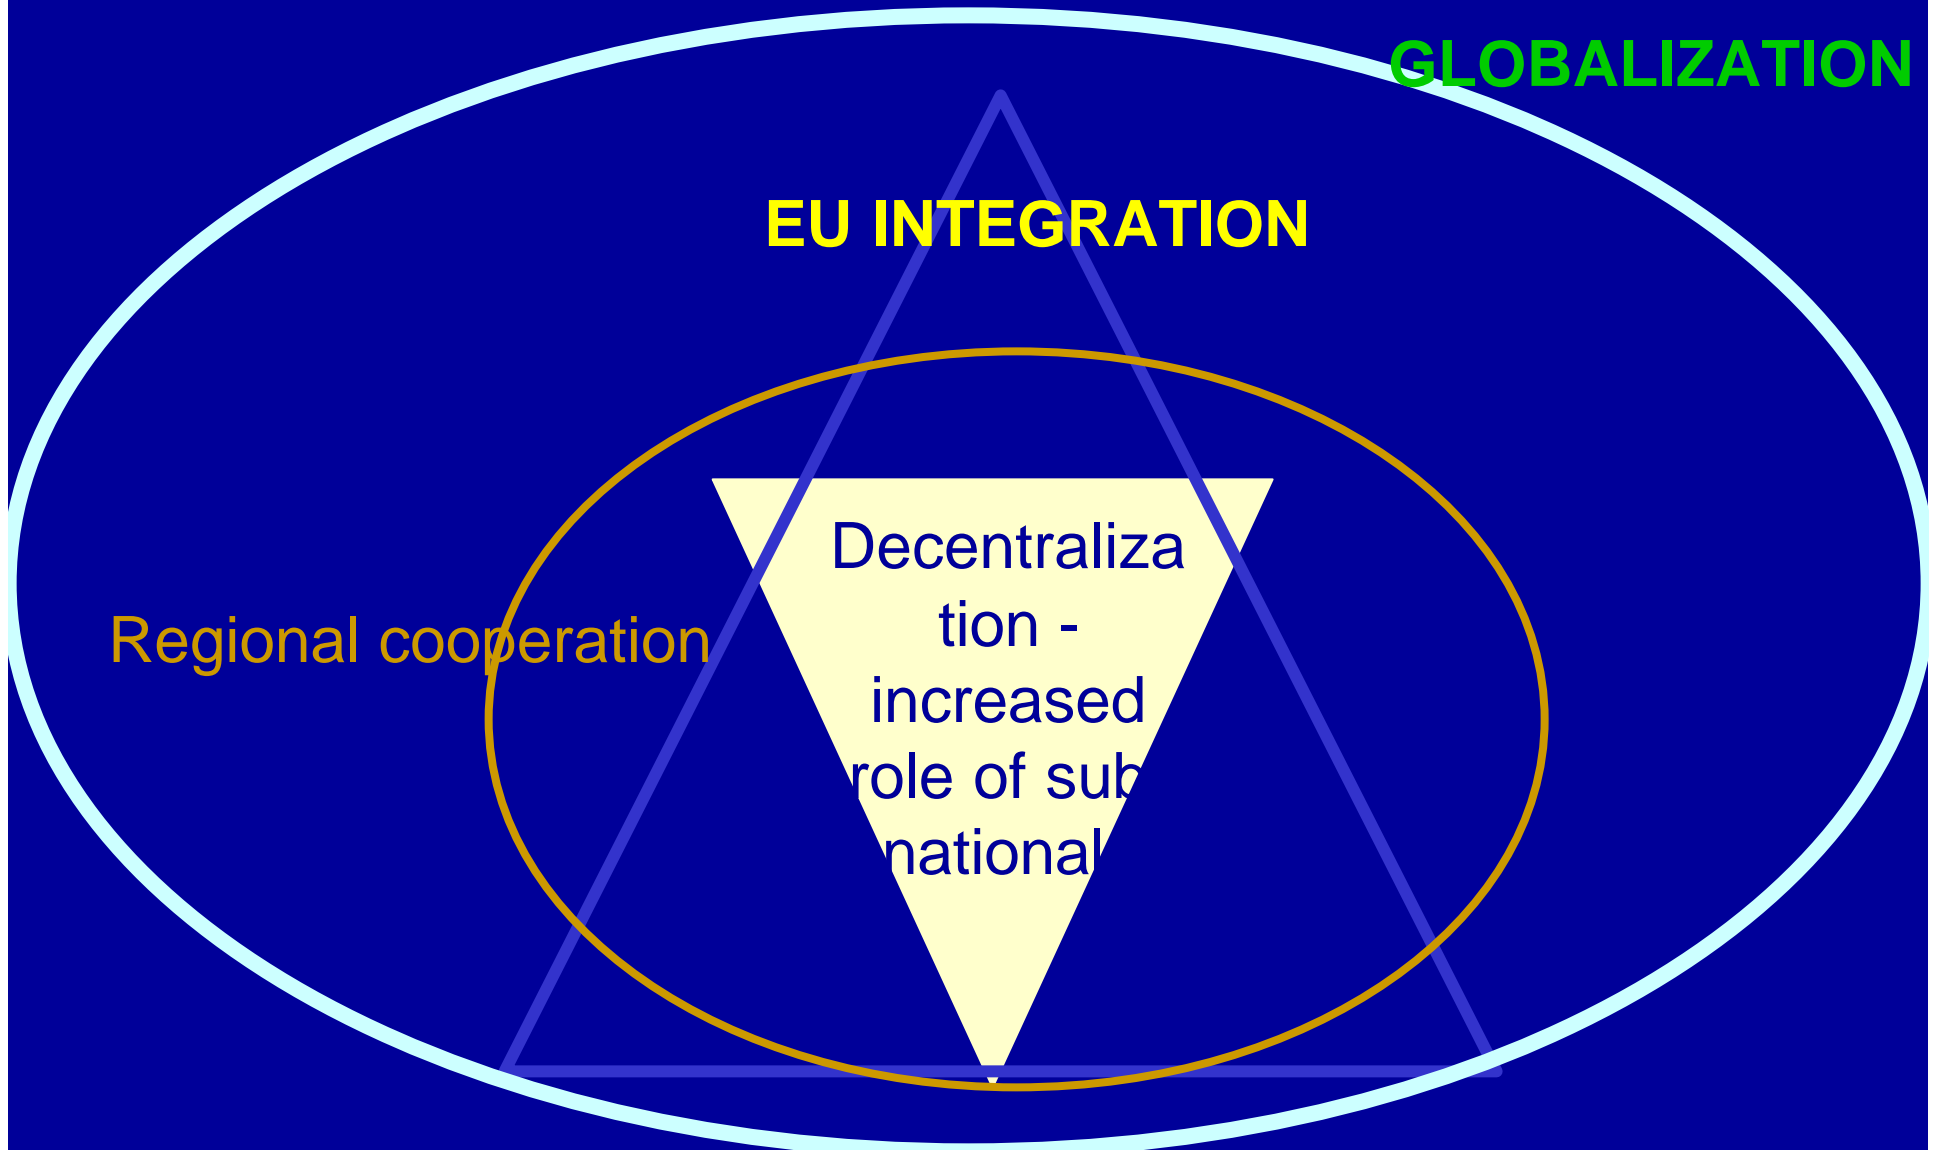 GLOBALIZATION
EU INTEGRATION
Decentraliza
tion -
increased
Regional cooperation
role of sub
national